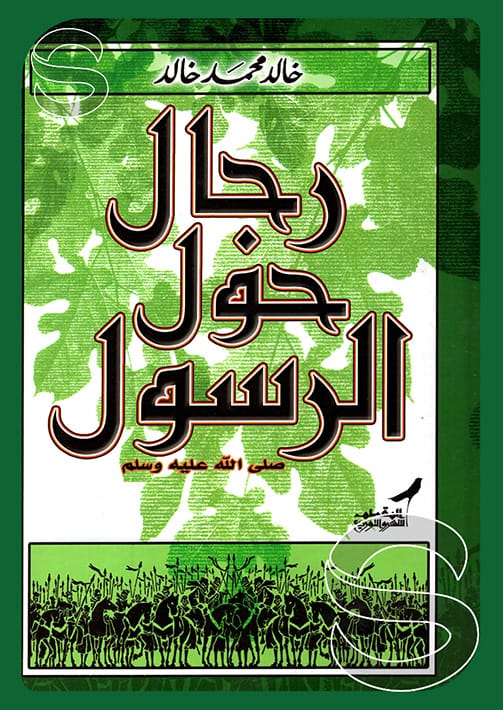 خالد محمد خالد
رجال
حول
الرسول
صلى الله عليه وسلم
S
S